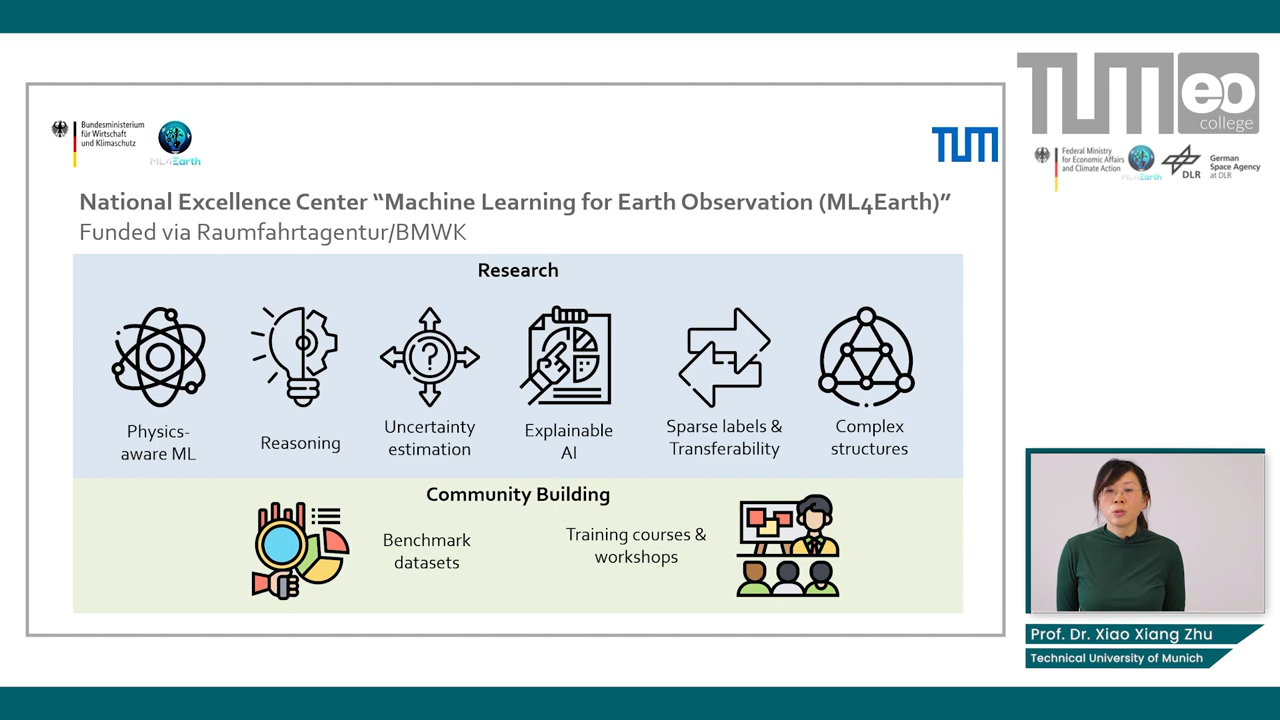 Bundesministerium
für Wirtschaft
und Klimaschutz
ML4Earth
TUM
National Excellence Center “Machine Learning for Earth Observation (ML4Earth)”
Funded via Raumfahrtagentur/BMWK
Research
Physics-
aware ML
Reasoning
?
Uncertainty
estimation
Explainable
AI
Sparse labels &
Transferability
Complex
structures
Community Building
Benchmark
datasets
Training courses &
workshops
TUM
eo
college
Federal Ministry
for Economic Affairs
and Climate Action
ML4Earth
DLR
German
Space Agency
at DLR
Prof. Dr. Xiao Xiang Zhu
Technical University of Munich